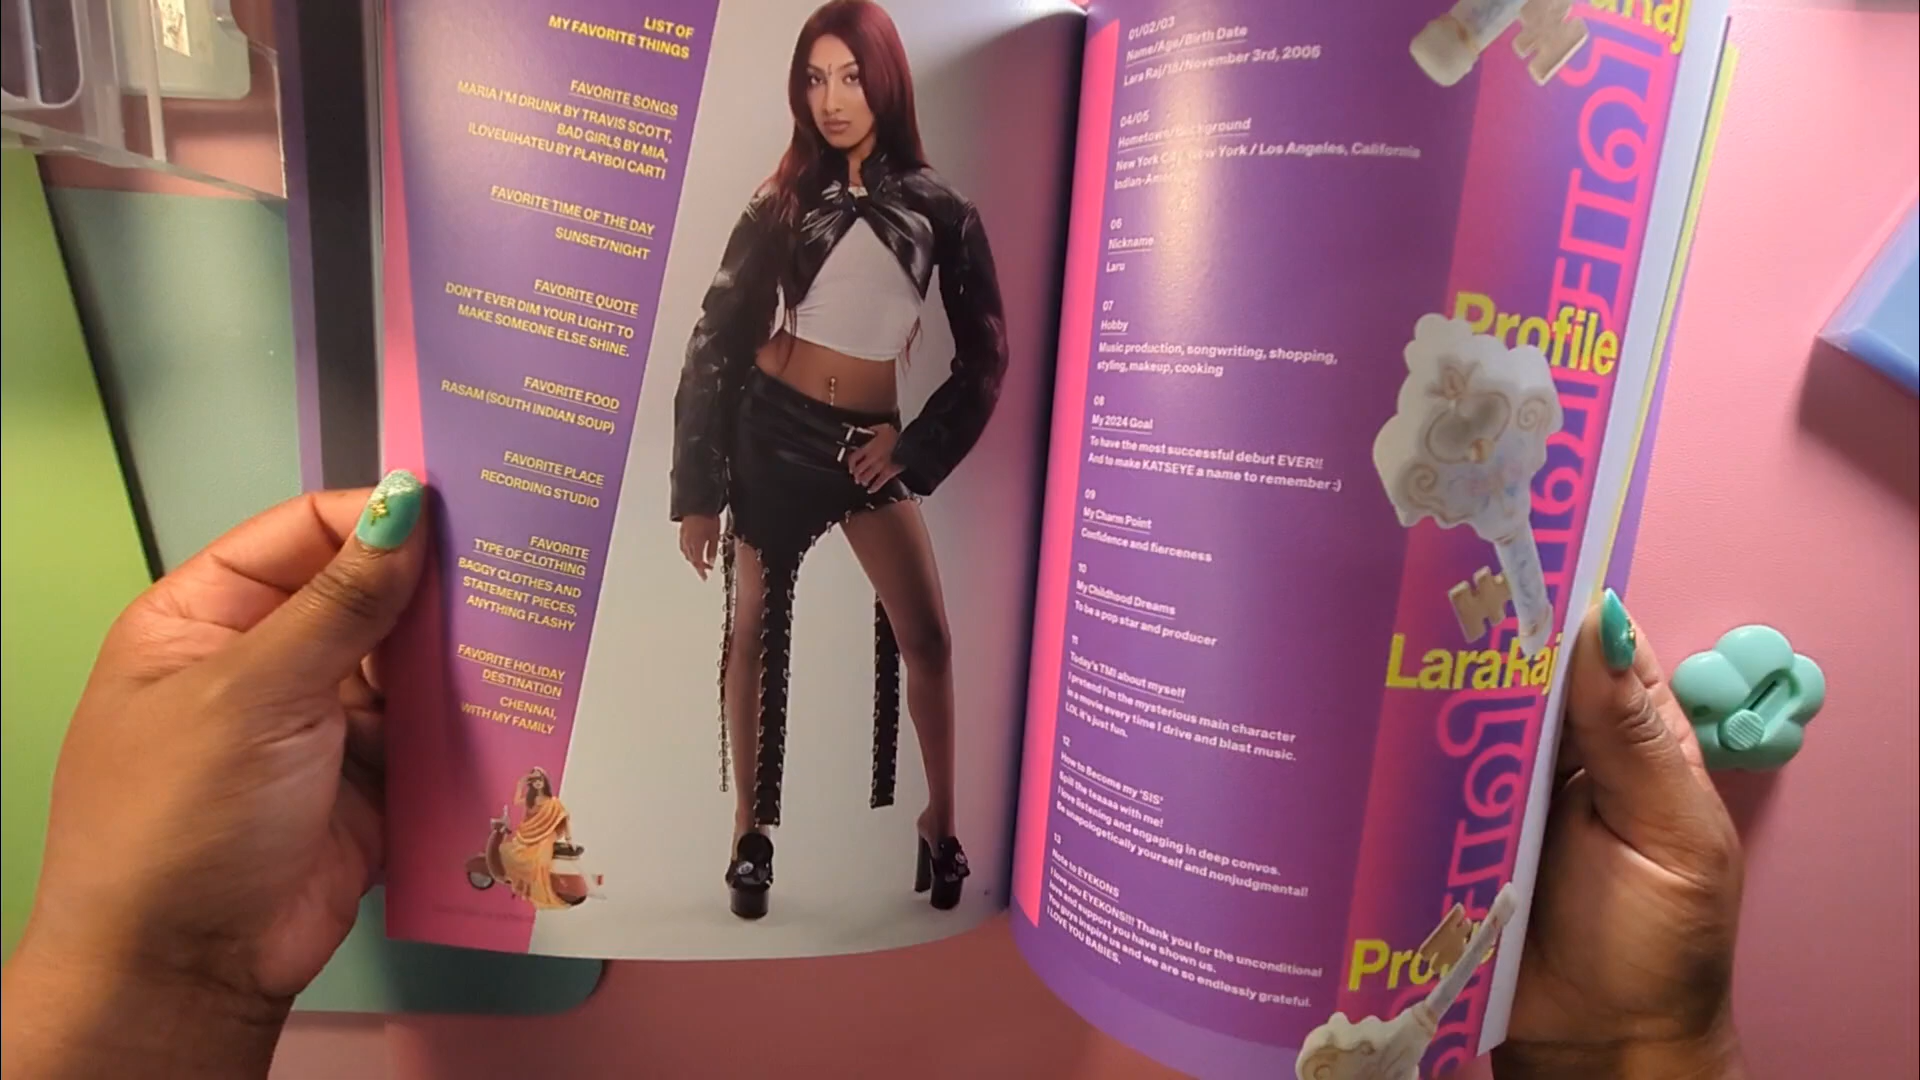 LIST OF
MY FAVORITE THINGS
FAVORITE SONGS
MARIA I'M DRUNK BY TRAVIS SCOTT,
BAD GIRLS BY MIA,
ILOVEUIHATEU BY PLAYBOI CARTI
FAVORITE TIME OF THE DAY
SUNSET/NIGHT
FAVORITE QUOTE
DON'T EVER DIM YOUR LIGHT TO
MAKE SOMEONE ELSE SHINE.
FAVORITE FOOD
RASAM (SOUTH INDIAN SOUP)
FAVORITE PLACE
RECORDING STUDIO
FAVORITE
TYPE OF CLOTHING
BAGGY CLOTHES AND
STATEMENT PIECES,
ANYTHING FLASHY
FAVORITE HOLIDAY
DESTINATION
CHENNAI,
WITH MY FAMILY
01/02/03
Name/Age/Birth Date
Lara Raj/18/November 3rd, 2005
04/05
Hometown/Background
New York City, New York / Los Angeles, California
06
Nickname
Laru
07
Hobby
Music production, songwriting, shopping,
styling, makeup, cooking
08
My 2024 Goal
To have the most successful debut EVER!!
And to make KATSEYE a name to remember :)
09
My Charm Point
Confidence and fierceness
10
My Childhood Dreams
To be a pop star and producer
11
Today's TMI about myself
I pretend I'm the mysterious main character
in a movie every time I drive and blast music.
LOL it's just fun.
12
How to Become my 'SIS'
Spill the teaaaa with me!
I love listening and engaging in deep convos.
Be unapologetically yourself and nonjudgmental!
13
Note to EYEKONS
I love you EYEKONS!!! Thank you for the unconditional
love and support you have shown us.
You guys inspire us and we are so endlessly grateful.
I LOVE YOU BABIES.
Profile
Lara Raj